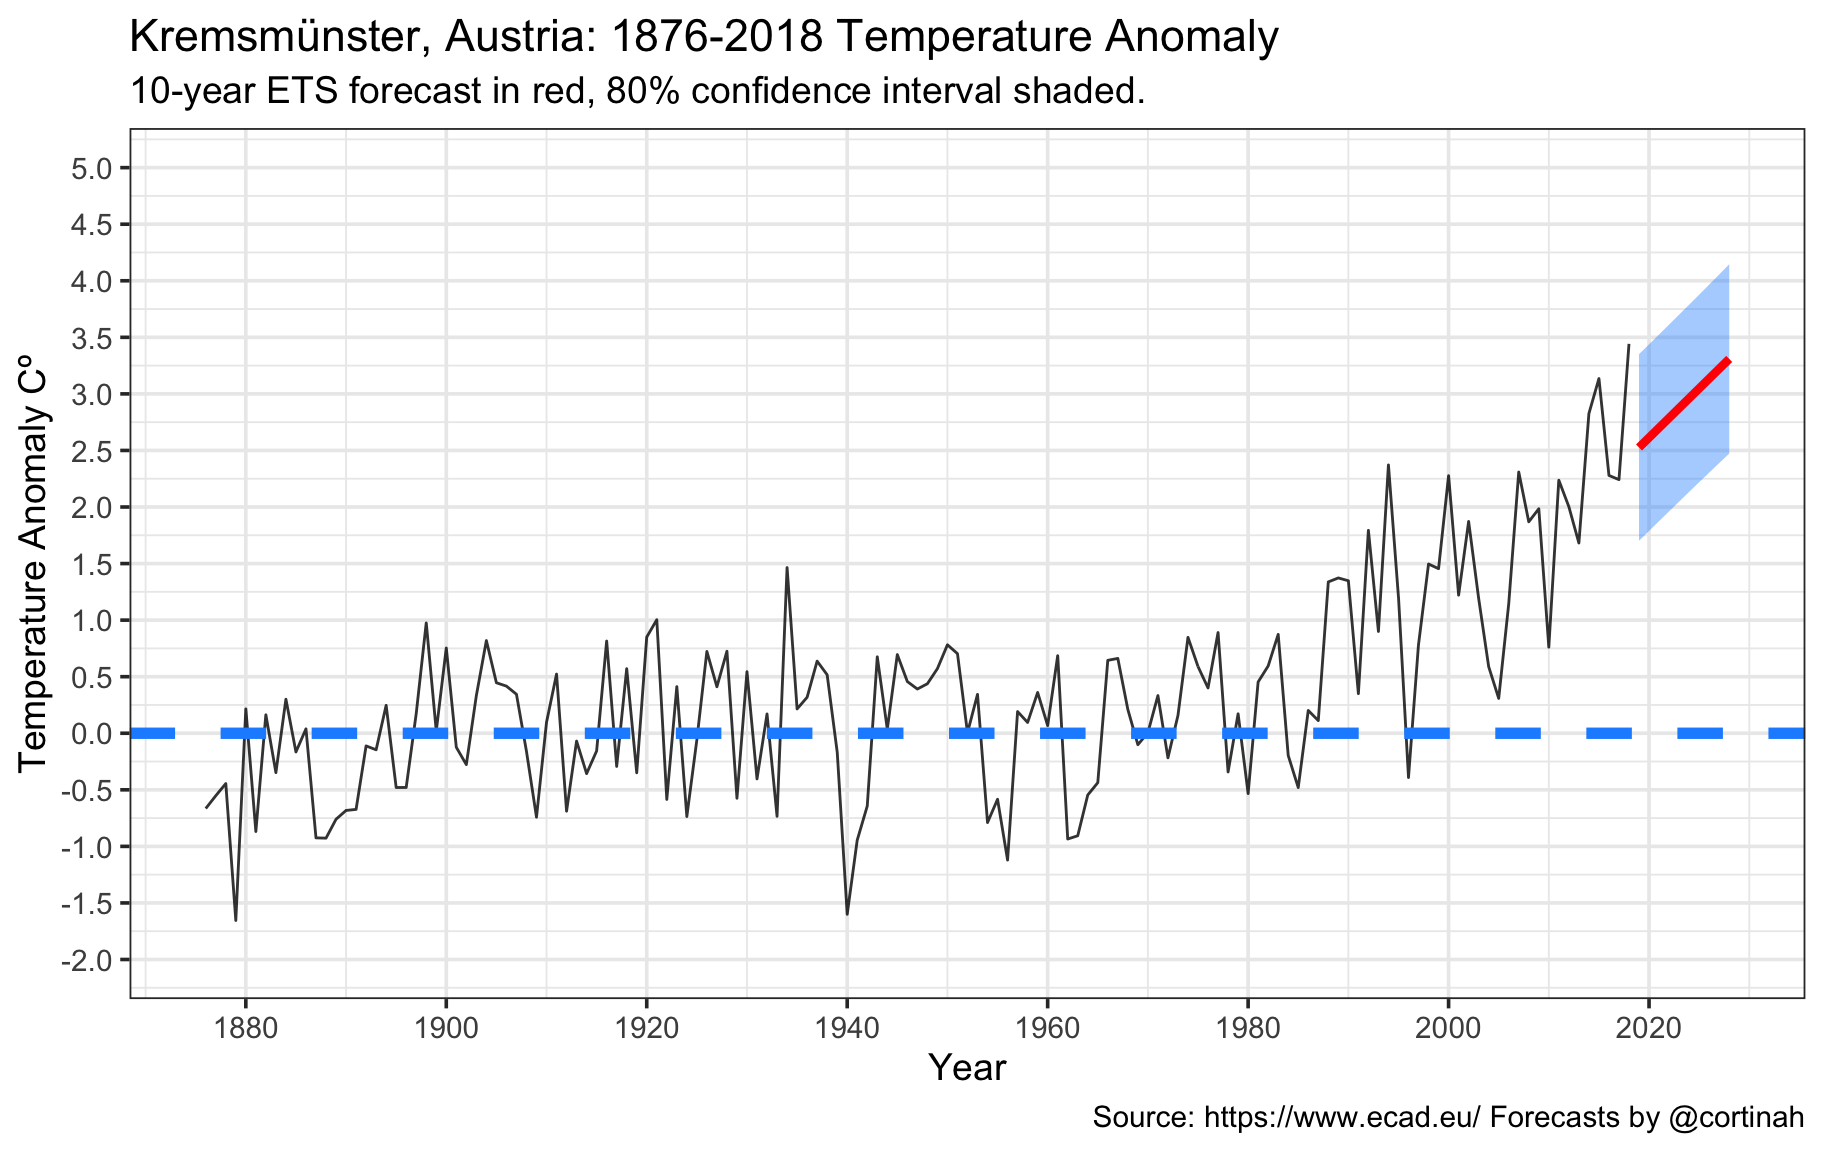 Kremsmünster, Austria: 1876-2018 Temperature Anomaly
10-year ETS forecast in red, 80% confidence interval shaded.
Temperature Anomaly Cº
5.0
4.5
4.0
3.5
3.0
2.5
2.0
1.5
1.0
0.5
0.0
-0.5
-1.0
-1.5
-2.0
1880 1900 1920 1940 1960 1980 2000 2020
Year
Source: https://www.ecad.eu/ Forecasts by @cortinah